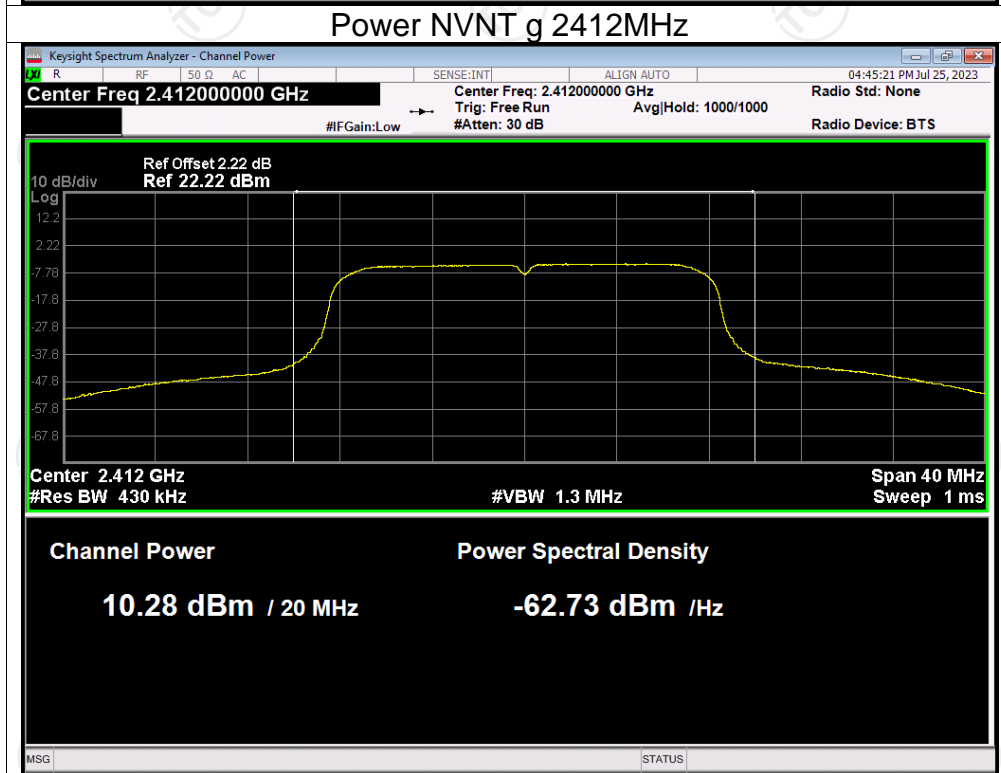 Power NVNT g 2412MHz
Keysight Spectrum Analyzer - Channel Power
LXI R RF 50 Ω AC SENSE:INT ALIGN AUTO 04:45:21 PM Jul 25, 2023
Center Freq 2.412000000 GHz Center Freq: 2.412000000 GHz Radio Std: None
Trig: Free Run Avg|Hold: 1000/1000
#IFGain:Low #Atten: 30 dB Radio Device: BTS
Ref Offset 2.22 dB
10 dB/div Ref 22.22 dBm
Log
12.2
2.22
-7.78
-17.8
-27.8
-37.8
-47.8
-57.8
-67.8
Center 2.412 GHz Span 40 MHz
#Res BW 430 kHz #VBW 1.3 MHz Sweep 1 ms
Channel Power Power Spectral Density
10.28 dBm / 20 MHz -62.73 dBm /Hz
MSG STATUS